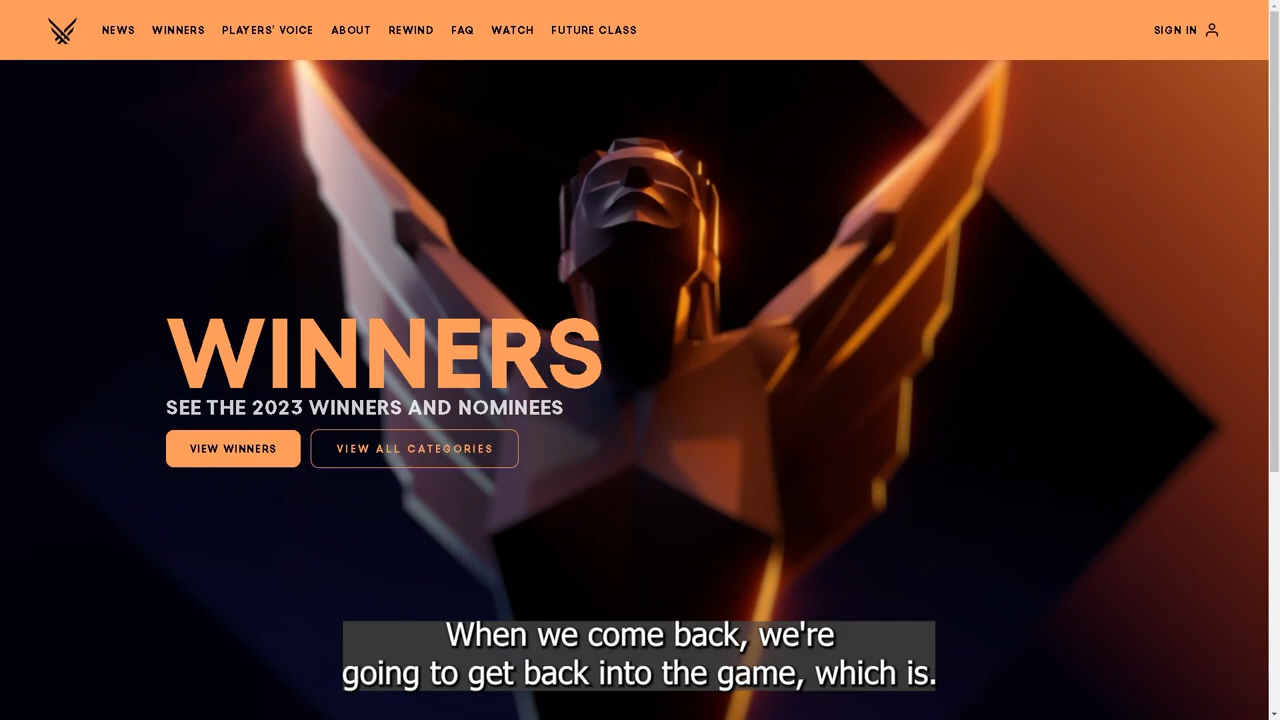 NEWS WINNERS PLAYERS' VOICE ABOUT REWIND FAQ WATCH FUTURE CLASS SIGN IN
WINNERS
SEE THE 2023 WINNERS AND NOMINEES
VIEW WINNERS VIEW ALL CATEGORIES
When we come back, we're
going to get back into the game, which is.